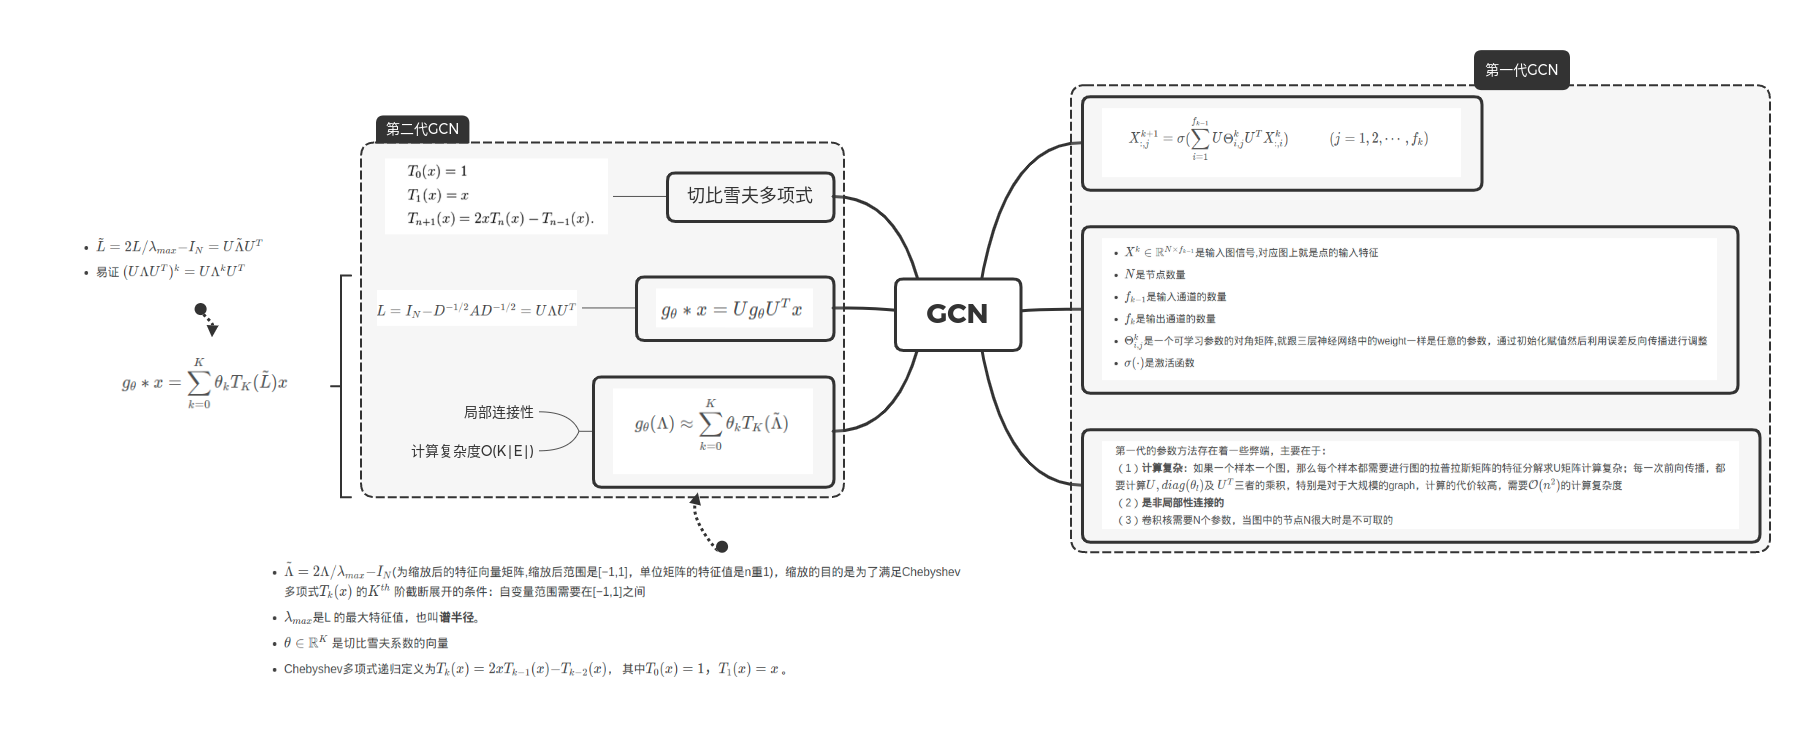 GCN
第一代GCN
$X_{:,j}^{k+1} = \sigma(\sum_{i=1}^{f_{k-1}} U\Theta_{i,j}^{k}U^T X_{:,i}^{k})$ $(j = 1, 2, \cdots, f_k)$
• $X^k \in \mathbb{R}^{N \times f_{k-1}}$是输入图信号,对应图上就是点的输入特征
• $N$是节点数量
• $f_{k-1}$是输入通道的数量
• $f_k$是输出通道的数量
• $\Theta_{i,j}^{k}$是一个可学习参数的对角矩阵,就跟三层神经网络中的weight一样是任意的参数，通过初始化赋值然后利用误差反向传播进行调整
• $\sigma(\cdot)$是激活函数
第一代的参数方法存在着一些弊端，主要在于：
（1）计算复杂：如果一个样本一个图，那么每个样本都需要进行图的拉普拉斯矩阵的特征分解求U矩阵计算复杂；每一次前向传播，都
要计算$U, diag(\theta_l)$及 $U^T$三者的乘积，特别是对于大规模的graph，计算的代价较高，需要$\mathcal{O}(n^2)$的计算复杂度
（2）是非局部性连接的
（3）卷积核需要N个参数，当图中的节点N很大时是不可取的
第二代GCN
切比雪夫多项式
$T_0(x) = 1$
$T_1(x) = x$
$T_{n+1}(x) = 2xT_n(x) - T_{n-1}(x).$
$g_\theta * x = Ug_\theta U^T x$
$L = I_N - D^{-1/2}AD^{-1/2} = U\Lambda U^T$
$g_\theta(\Lambda) \approx \sum_{k=0}^{K} \theta_k T_K(\tilde{\Lambda})$
局部连接性
计算复杂度O(K|E|)
• $\tilde{L} = 2L/\lambda_{max} - I_N = U\tilde{\Lambda}U^T$
• 易证 $(U\Lambda U^T)^k = U\Lambda^k U^T$
$g_\theta * x = \sum_{k=0}^{K} \theta_k T_K(\tilde{L})x$
• $\tilde{\Lambda} = 2\Lambda/\lambda_{max} - I_N$(为缩放后的特征向量矩阵,缩放后范围是[−1,1]，单位矩阵的特征值是n重1)，缩放的目的是为了满足Chebyshev
多项式$T_k(x)$ 的$K^{th}$ 阶截断展开的条件：自变量范围需要在[−1,1]之间
• $\lambda_{max}$是L 的最大特征值，也叫谱半径。
• $\theta \in \mathbb{R}^K$ 是切比雪夫系数的向量
• Chebyshev多项式递归定义为$T_k(x) = 2xT_{k-1}(x) - T_{k-2}(x)$， 其中$T_0(x) = 1$，$T_1(x) = x$ 。